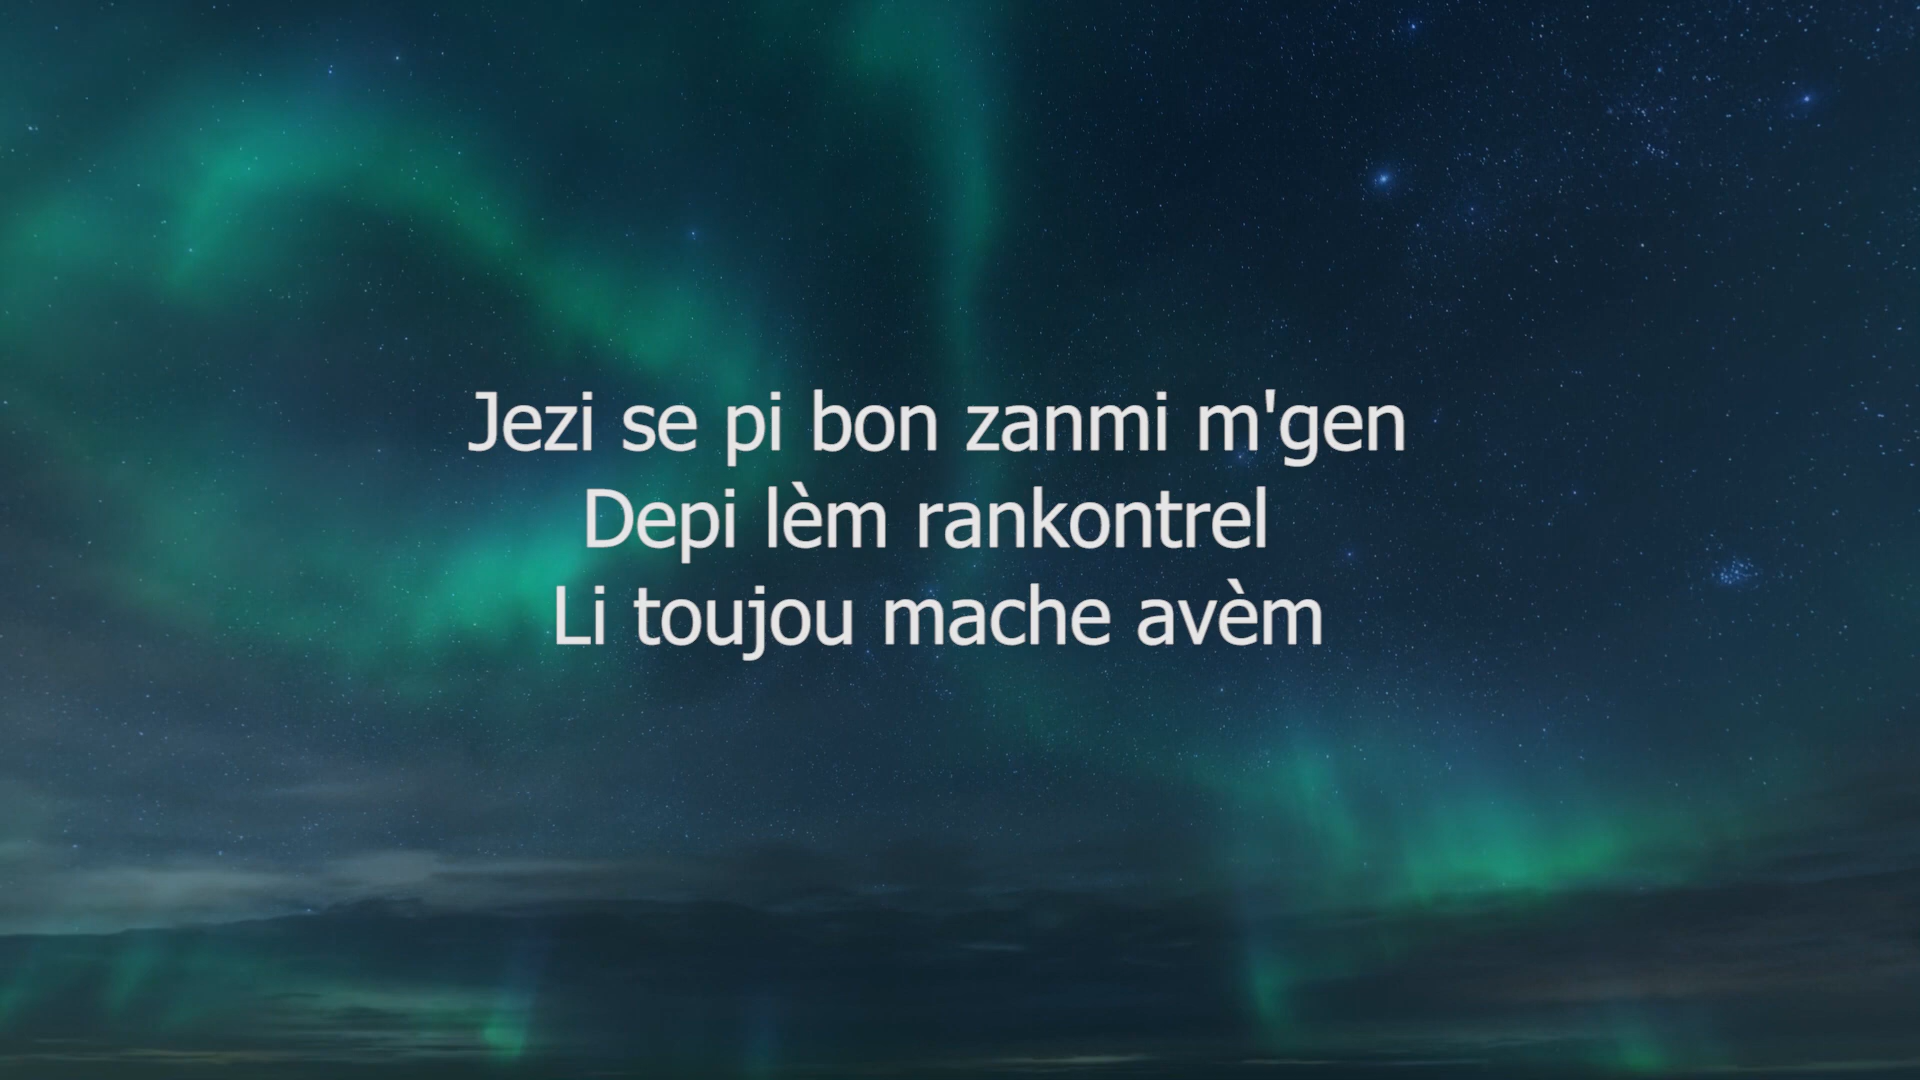 Jezi se pi bon zanmi m'gen
Depi lèm rankontrel
Li toujou mache avèm